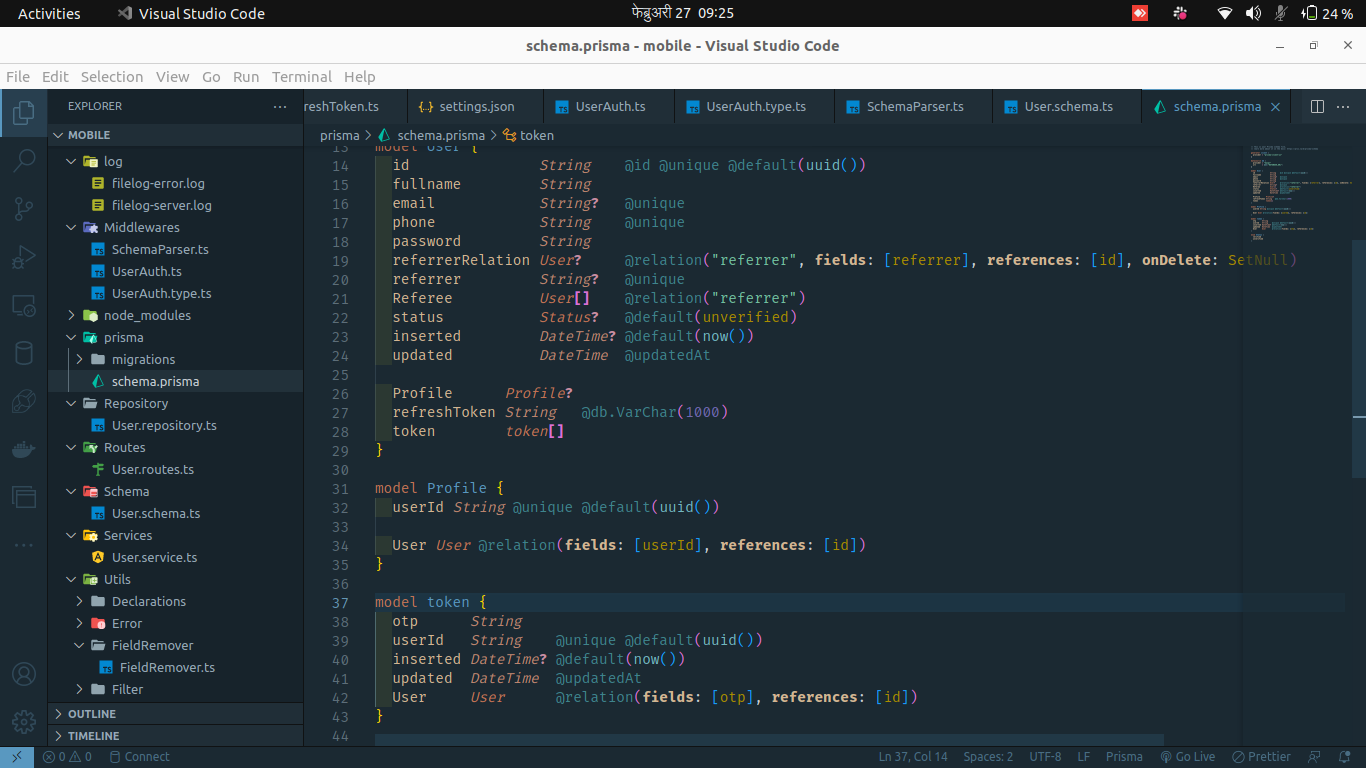 Activities
Visual Studio Code
फेब्रुअरी 27 09:25
24 %
schema.prisma - mobile - Visual Studio Code
File Edit Selection View Go Run Terminal Help
EXPLORER
freshToken.ts
settings.json
UserAuth.ts
UserAuth.type.ts
SchemaParser.ts
User.schema.ts
schema.prisma
prisma > schema.prisma > token
MOBILE
log
filelog-error.log
filelog-server.log
Middlewares
SchemaParser.ts
UserAuth.ts
UserAuth.type.ts
node_modules
prisma
migrations
schema.prisma
Repository
User.repository.ts
Routes
User.routes.ts
Schema
User.schema.ts
Services
User.service.ts
Utils
Declarations
Error
FieldRemover
FieldRemover.ts
Filter
OUTLINE
TIMELINE
13 model User {
14 id String @id @unique @default(uuid())
15 fullname String
16 email String? @unique
17 phone String @unique
18 password String
19 referrerRelation User? @relation("referrer", fields: [referrer], references: [id], onDelete: SetNull)
20 referrer String? @unique
21 Referee User[] @relation("referrer")
22 status Status? @default(unverified)
23 inserted DateTime? @default(now())
24 updated DateTime @updatedAt
25
26 Profile Profile?
27 refreshToken String @db.VarChar(1000)
28 token token[]
29 }
30
31 model Profile {
32 userId String @unique @default(uuid())
33
34 User User @relation(fields: [userId], references: [id])
35 }
36
37 model token {
38 otp String
39 userId String @unique @default(uuid())
40 inserted DateTime? @default(now())
41 updated DateTime @updatedAt
42 User User @relation(fields: [otp], references: [id])
43 }
44
0 0 Connect
Ln 37, Col 14 Spaces: 2 UTF-8 LF Prisma Go Live Prettier